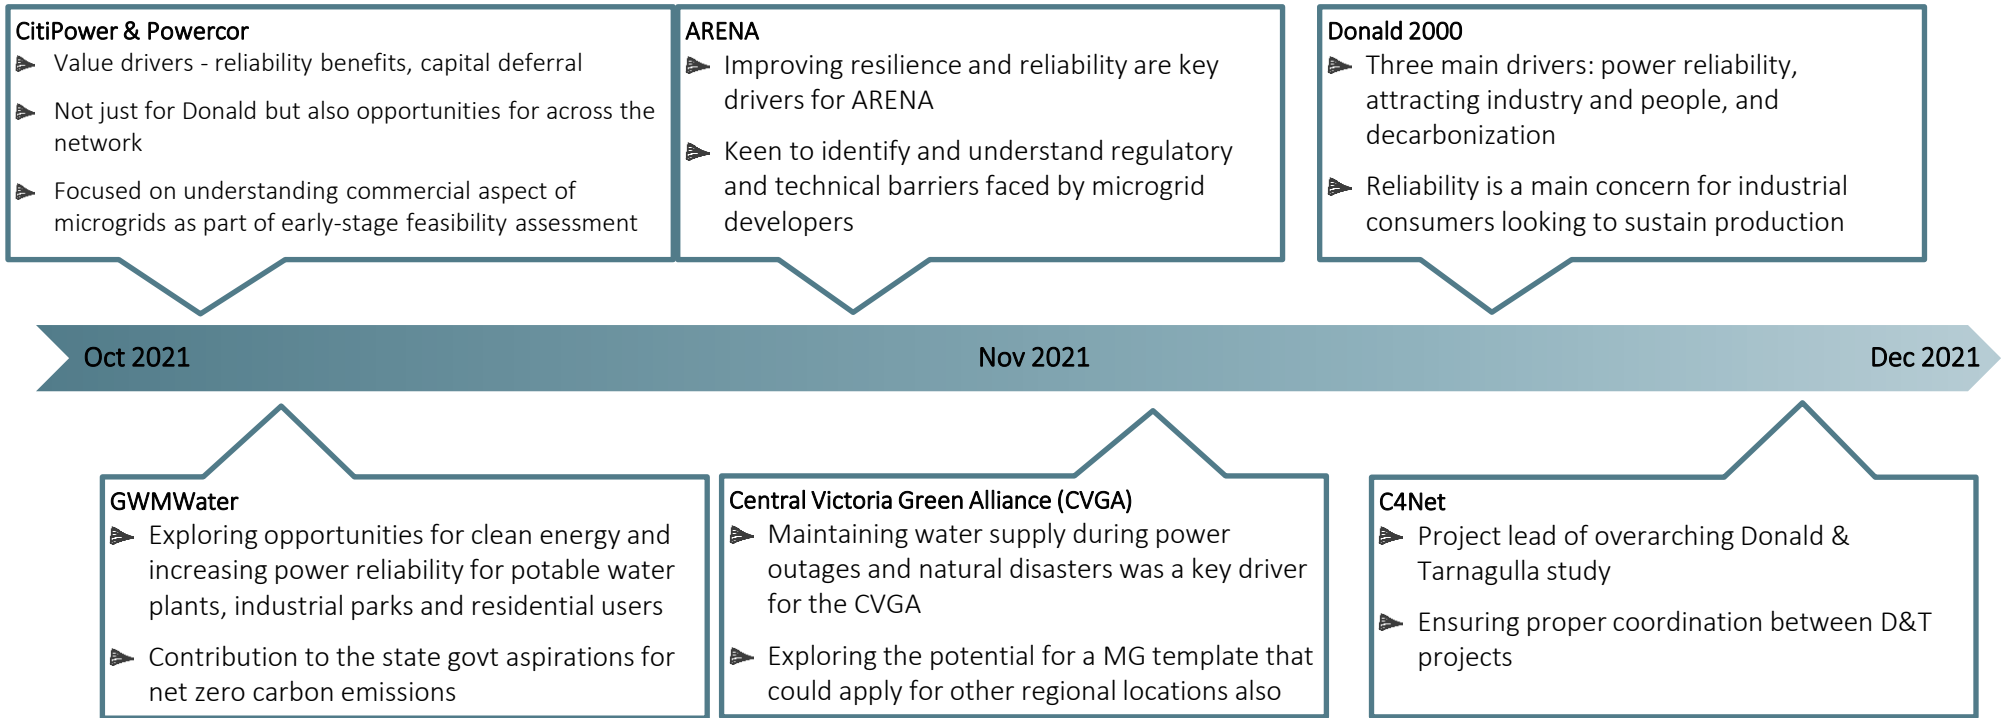 CitiPower & Powercor
Value drivers - reliability benefits, capital deferral
Not just for Donald but also opportunities for across the
network
Focused on understanding commercial aspect of
microgrids as part of early-stage feasibility assessment
ARENA
Improving resilience and reliability are key
drivers for ARENA
Keen to identify and understand regulatory
and technical barriers faced by microgrid
developers
Donald 2000
Three main drivers: power reliability,
attracting industry and people, and
decarbonization
Reliability is a main concern for industrial
consumers looking to sustain production
Oct 2021
Nov 2021
Dec 2021
GWMWater
Exploring opportunities for clean energy and
increasing power reliability for potable water
plants, industrial parks and residential users
Contribution to the state govt aspirations for
net zero carbon emissions
Central Victoria Green Alliance (CVGA)
Maintaining water supply during power
outages and natural disasters was a key driver
for the CVGA
Exploring the potential for a MG template that
could apply for other regional locations also
C4Net
Project lead of overarching Donald &
Tarnagulla study
Ensuring proper coordination between D&T
projects